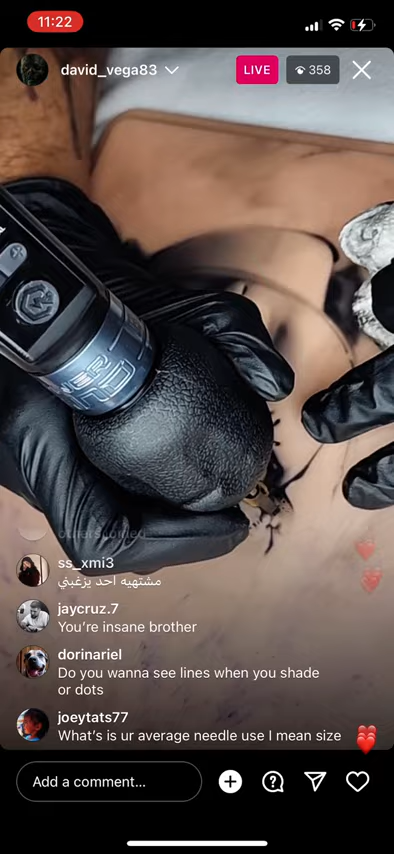 11:22
david_vega83
LIVE
358
ss_xmi3
مشتهيه احد يزغبني
jaycruz.7
You're insane brother
dorinariel
Do you wanna see lines when you shade
or dots
joeytats77
What's is ur average needle use I mean size
Add a comment...